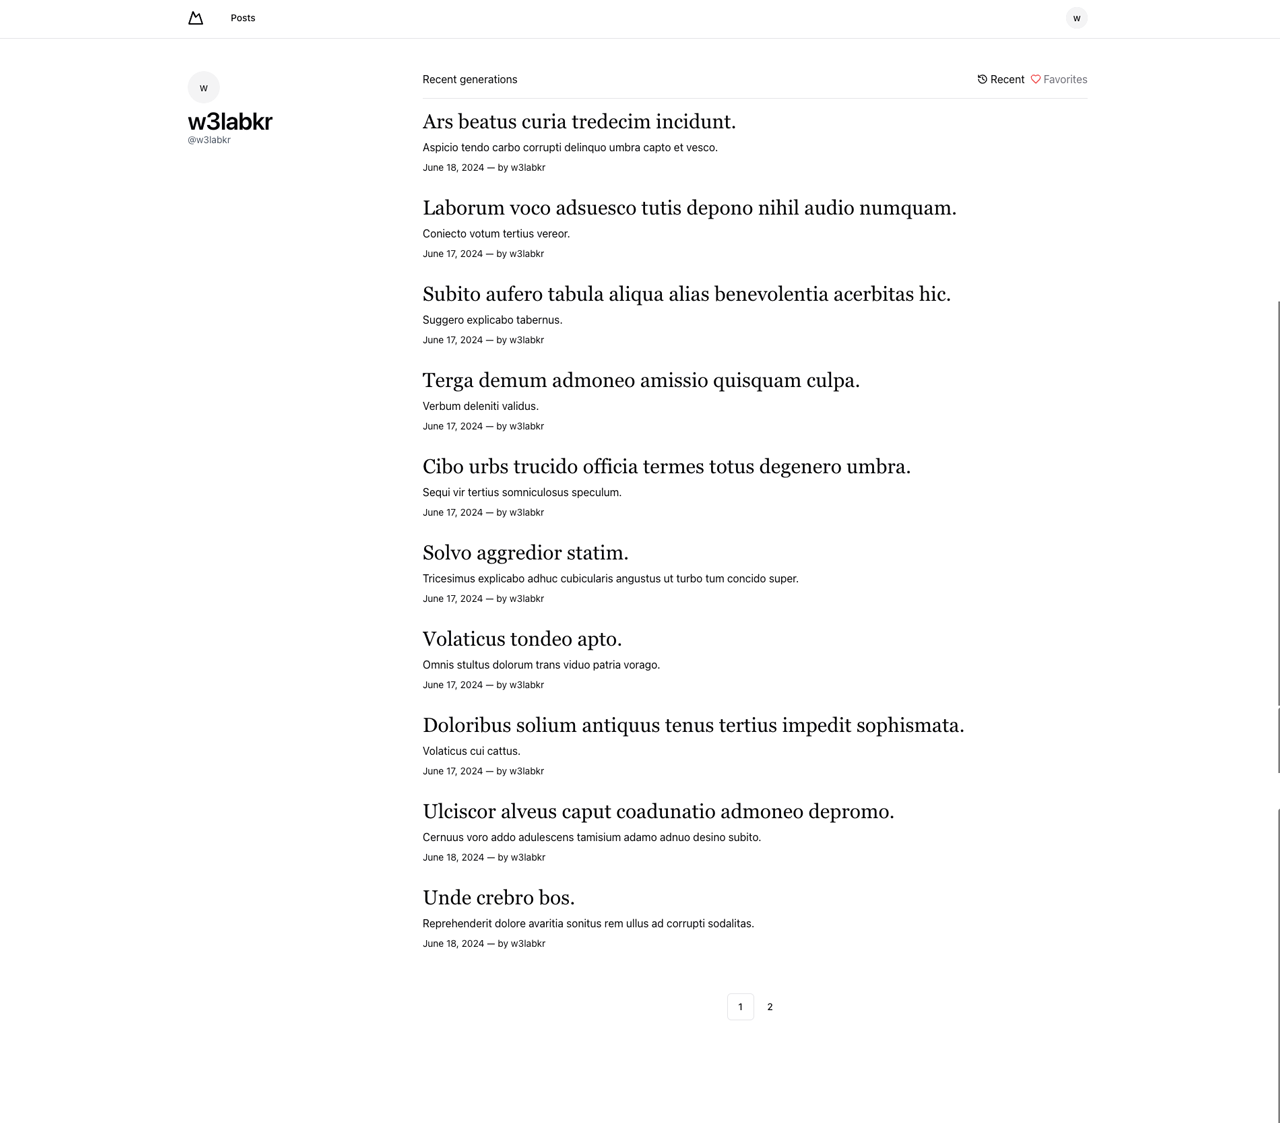 Posts
w
w
w3labkr
@w3labkr
Recent generations
Recent
Favorites
Ars beatus curia tredecim incidunt.
Aspicio tendo carbo corrupti delinquo umbra capto et vesco.
June 18, 2024 — by w3labkr
Laborum voco adsuesco tutis depono nihil audio numquam.
Coniecto votum tertius vereor.
June 17, 2024 — by w3labkr
Subito aufero tabula aliqua alias benevolentia acerbitas hic.
Suggero explicabo tabernus.
June 17, 2024 — by w3labkr
Terga demum admoneo amissio quisquam culpa.
Verbum deleniti validus.
June 17, 2024 — by w3labkr
Cibo urbs trucido officia termes totus degenero umbra.
Sequi vir tertius somniculosus speculum.
June 17, 2024 — by w3labkr
Solvo aggredior statim.
Tricesimus explicabo adhuc cubicularis angustus ut turbo tum concido super.
June 17, 2024 — by w3labkr
Volaticus tondeo apto.
Omnis stultus dolorum trans viduo patria vorago.
June 17, 2024 — by w3labkr
Doloribus solium antiquus tenus tertius impedit sophismata.
Volaticus cui cattus.
June 17, 2024 — by w3labkr
Ulciscor alveus caput coadunatio admoneo depromo.
Cernuus voro addo adulescens tamisium adamo adnuo desino subito.
June 18, 2024 — by w3labkr
Unde crebro bos.
Reprehenderit dolore avaritia sonitus rem ullus ad corrupti sodalitas.
June 18, 2024 — by w3labkr
1 2